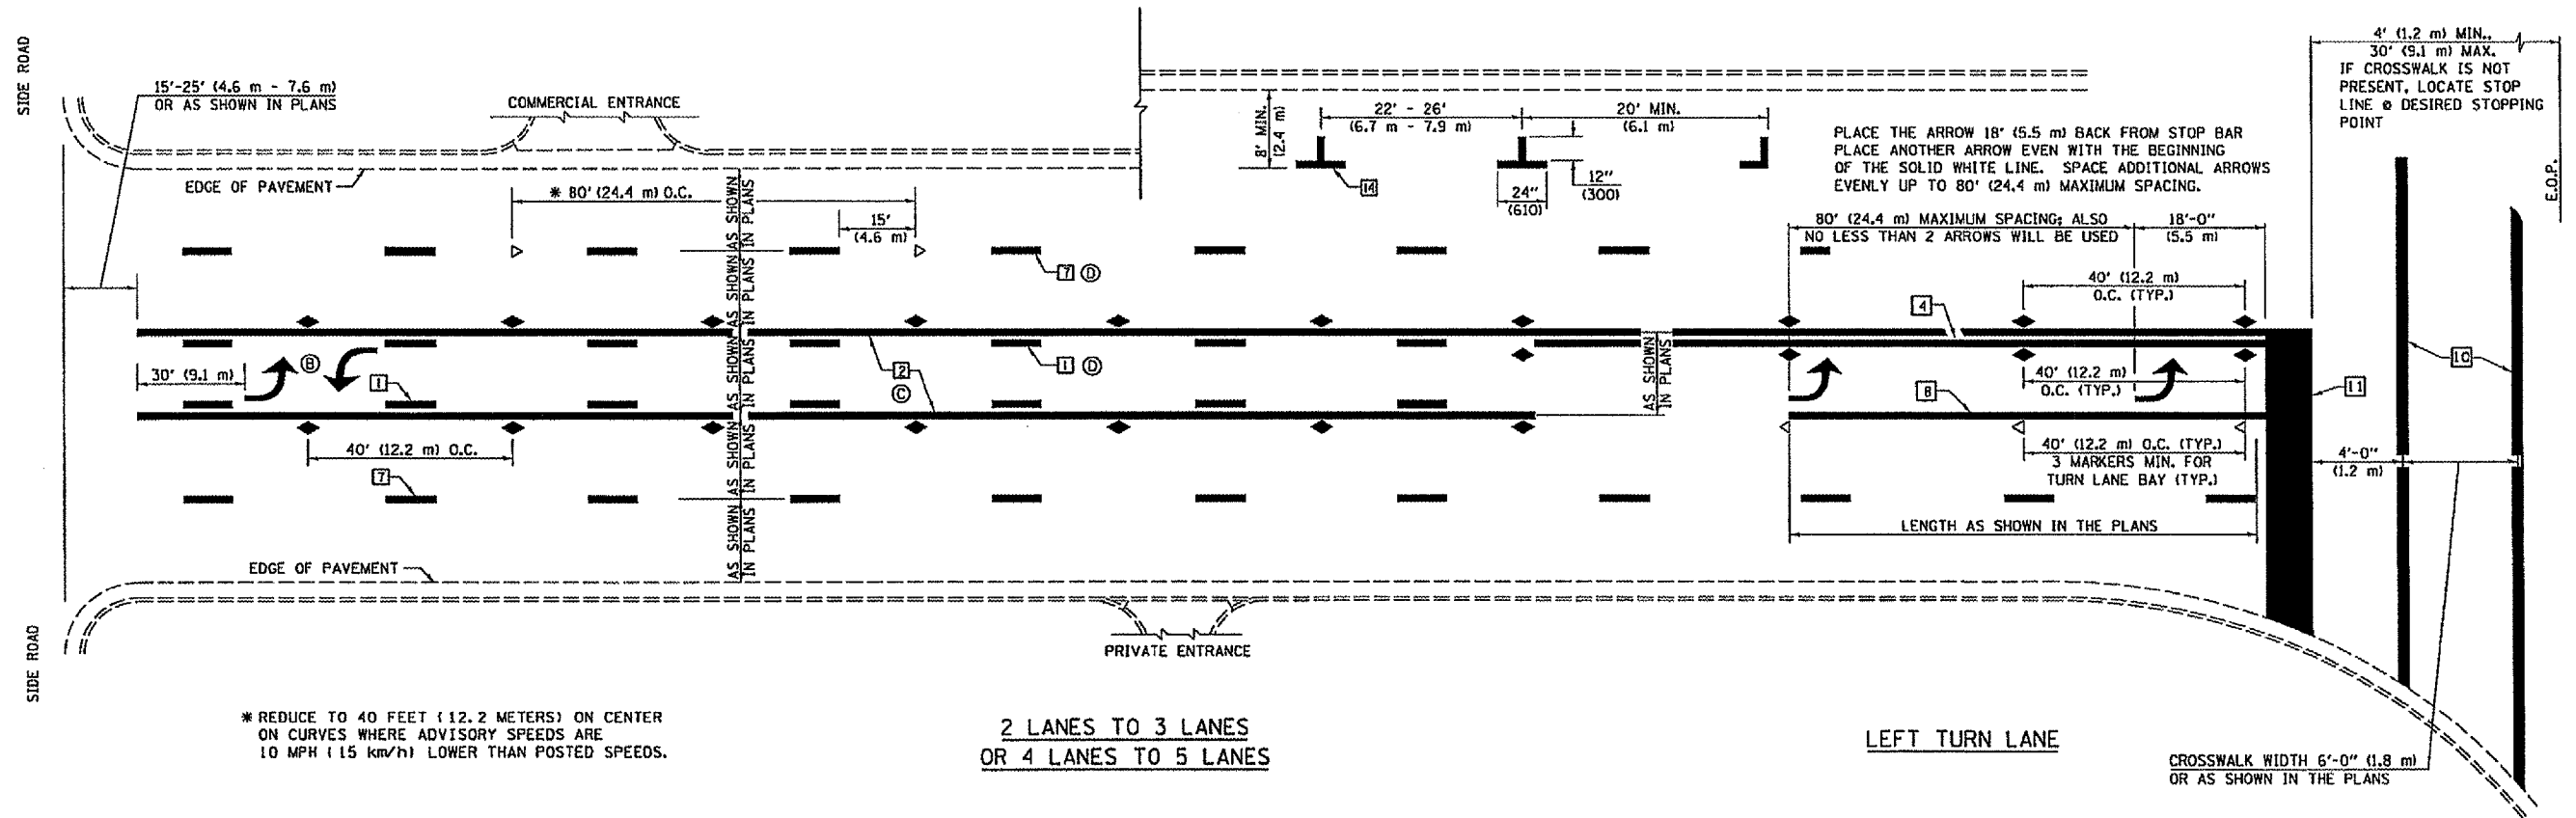 SIDE ROAD
15'-25' (4.6 m - 7.6 m)
OR AS SHOWN IN PLANS
COMMERCIAL ENTRANCE
EDGE OF PAVEMENT
* 80' (24.4 m) O.C.
15'
(4.6 m)
8' MIN.
(2.4 m)
22' - 26'
(6.7 m - 7.9 m)
20' MIN.
(6.1 m)
14
24"
(610)
12"
(300)
PLACE THE ARROW 18' (5.5 m) BACK FROM STOP BAR
PLACE ANOTHER ARROW EVEN WITH THE BEGINNING
OF THE SOLID WHITE LINE. SPACE ADDITIONAL ARROWS
EVENLY UP TO 80' (24.4 m) MAXIMUM SPACING.
4' (1.2 m) MIN.,
30' (9.1 m) MAX.
IF CROSSWALK IS NOT
PRESENT, LOCATE STOP
LINE @ DESIRED STOPPING
POINT
E.O.P.
80' (24.4 m) MAXIMUM SPACING; ALSO
NO LESS THAN 2 ARROWS WILL BE USED
18'-0"
(5.5 m)
7 D
40' (12.2 m)
O.C. (TYP.)
4
AS SHOWN
IN PLANS
AS SHOWN
IN PLANS
AS SHOWN
IN PLANS
AS SHOWN
IN PLANS
AS SHOWN
IN PLANS
B
30' (9.1 m)
1
2
C
1 D
40' (12.2 m)
O.C. (TYP.)
8
10
11
40' (12.2 m) O.C.
7
40' (12.2 m) O.C. (TYP.)
3 MARKERS MIN. FOR
TURN LANE BAY (TYP.)
4'-0"
(1.2 m)
LENGTH AS SHOWN IN THE PLANS
EDGE OF PAVEMENT
SIDE ROAD
PRIVATE ENTRANCE
* REDUCE TO 40 FEET (12.2 METERS) ON CENTER
ON CURVES WHERE ADVISORY SPEEDS ARE
10 MPH (15 km/h) LOWER THAN POSTED SPEEDS.
2 LANES TO 3 LANES
OR 4 LANES TO 5 LANES
LEFT TURN LANE
CROSSWALK WIDTH 6'-0" (1.8 m)
OR AS SHOWN IN THE PLANS